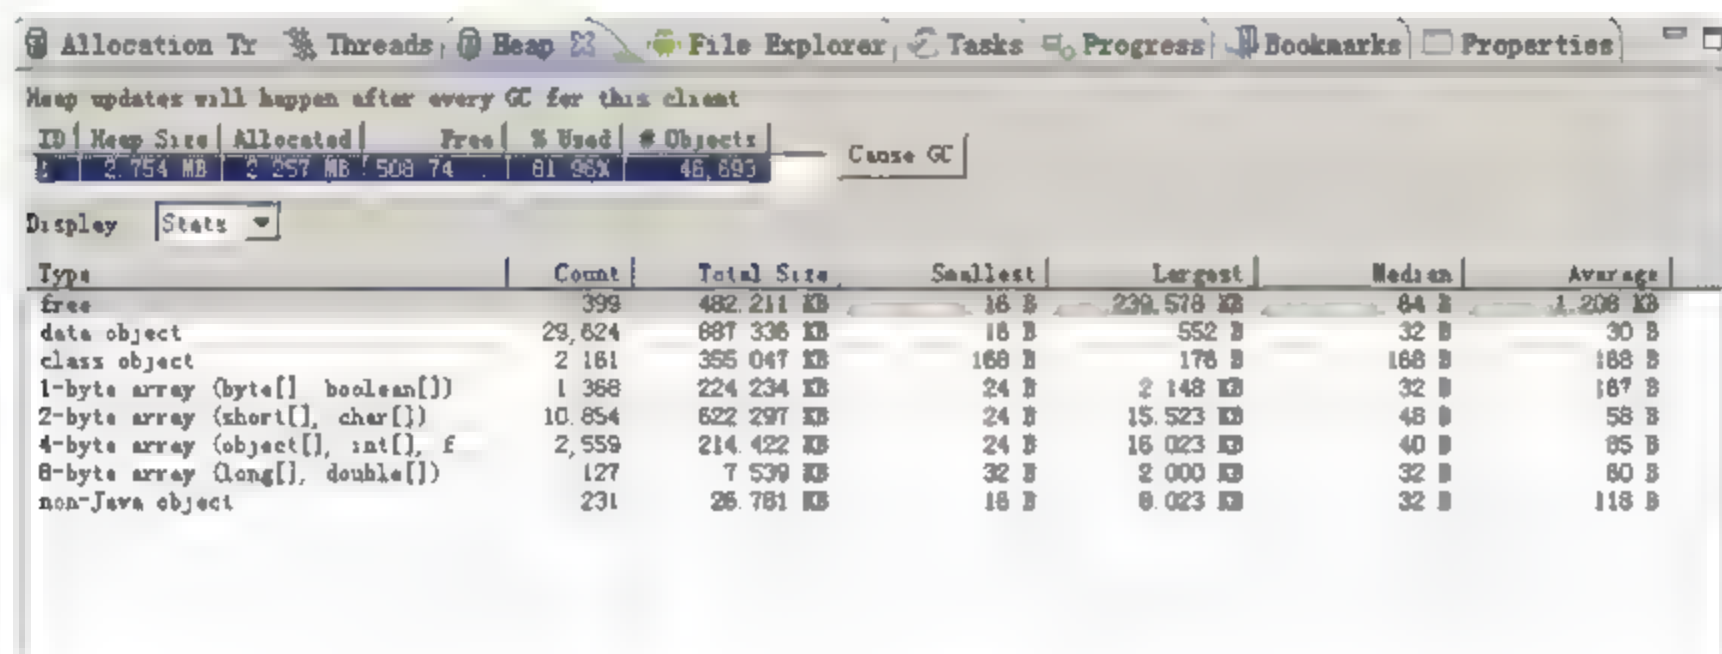 Allocation Tr Threads Heap File Explorer Tasks Progress Bookmarks Properties
Heap updates will happen after every GC for this client
ID Heap Size Allocated Free % Used # Objects
2.754 MB 2.257 MB 508.74 81.96% 46,693
Cause GC
Display Stats
Type Count Total Size Smallest Largest Median Average
free 399 482.211 KB 16 B 239.578 KB 64 B 1.208 KB
data object 29,624 887.336 KB 16 B 552 B 32 B 30 B
class object 2,161 355.047 KB 168 B 176 B 168 B 168 B
1-byte array (byte[], boolean[]) 1,368 224.234 KB 24 B 2.148 KB 32 B 167 B
2-byte array (short[], char[]) 10,854 622.297 KB 24 B 15.523 KB 48 B 58 B
4-byte array (object[], int[], f 2,559 214.422 KB 24 B 16.023 KB 40 B 85 B
8-byte array (long[], double[]) 127 7.539 KB 32 B 2.000 KB 32 B 60 B
non-Java object 231 26.781 KB 16 B 8.023 KB 32 B 118 B